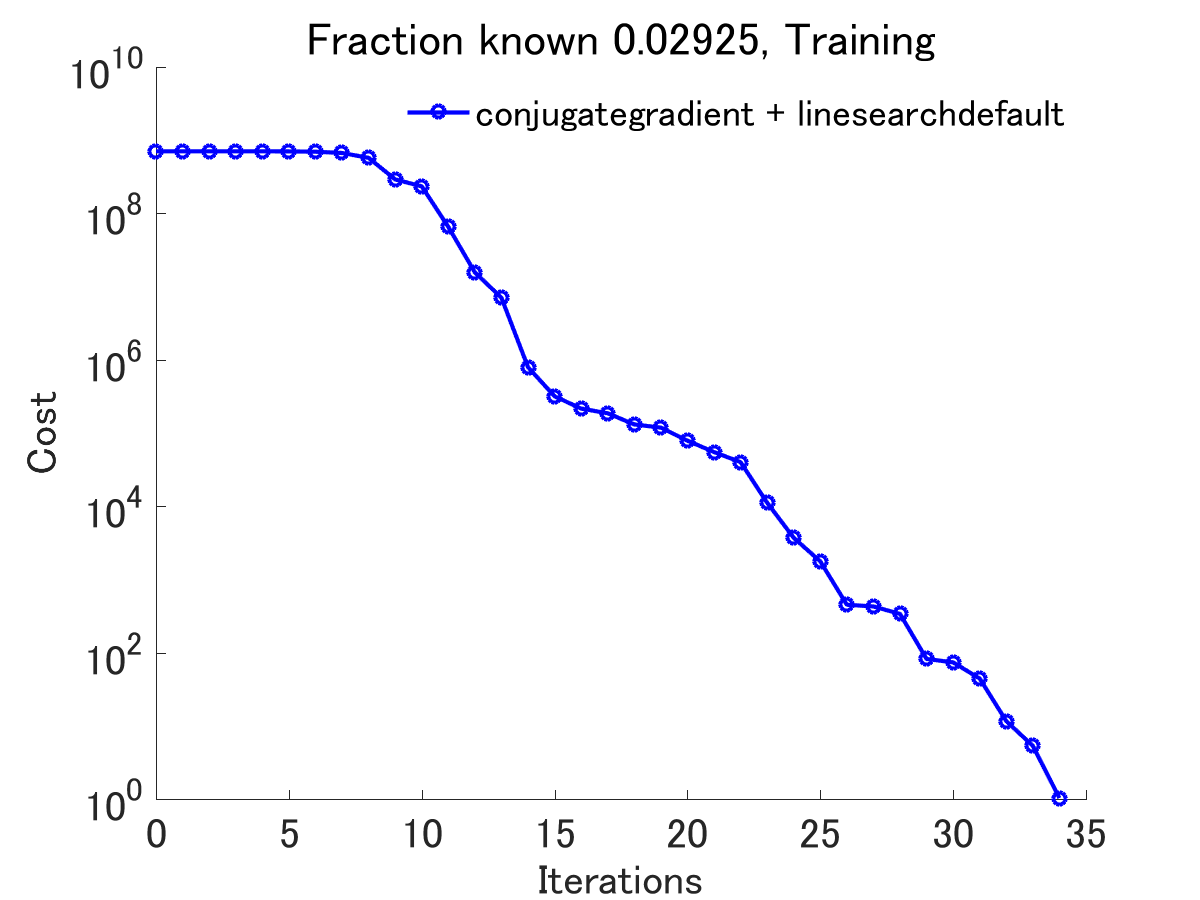 Fraction known 0.02925, Training
conjugategradient + linesearchdefault
10^10
10^8
10^6
10^4
10^2
10^0
Cost
0 5 10 15 20 25 30 35
Iterations